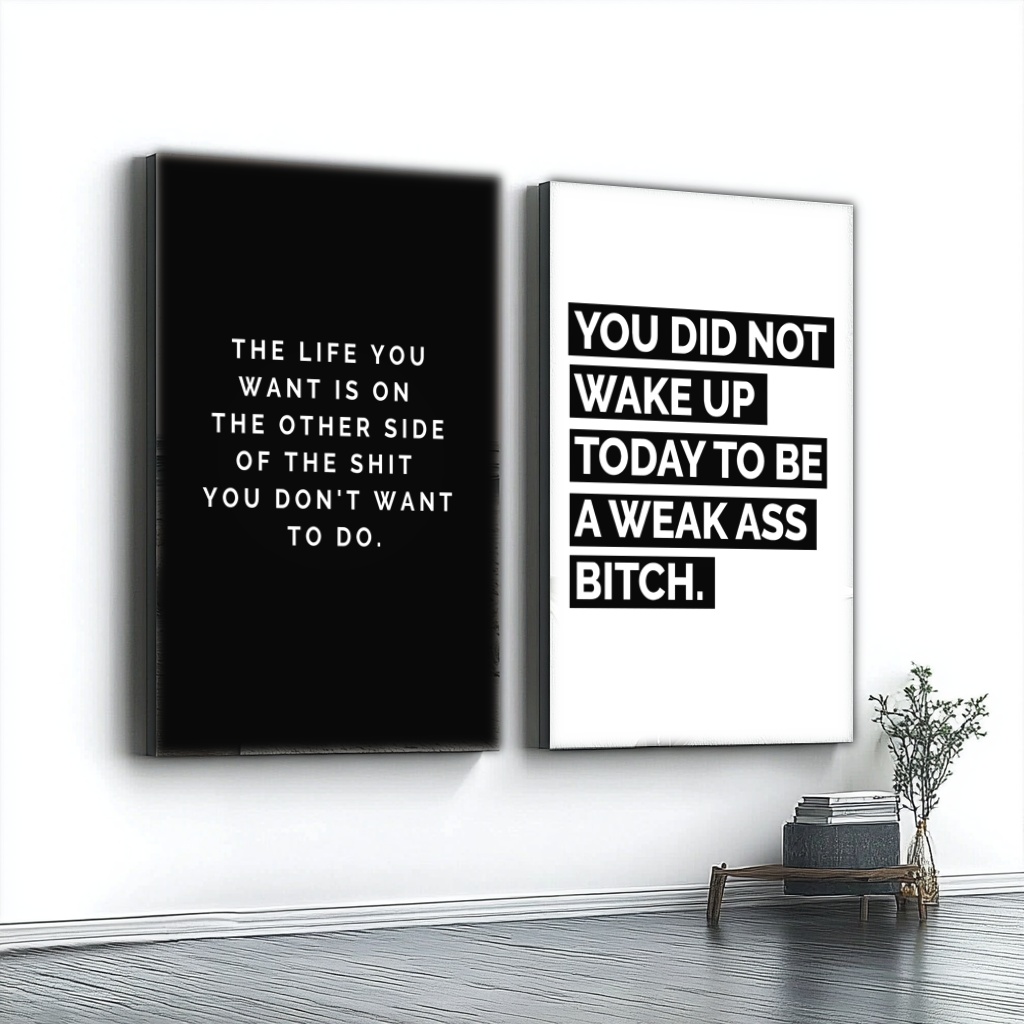 THE LIFE YOU
WANT IS ON
THE OTHER SIDE
OF THE SHIT
YOU DON'T WANT
TO DO.
YOU DID NOT
WAKE UP
TODAY TO BE
A WEAK ASS
BITCH.